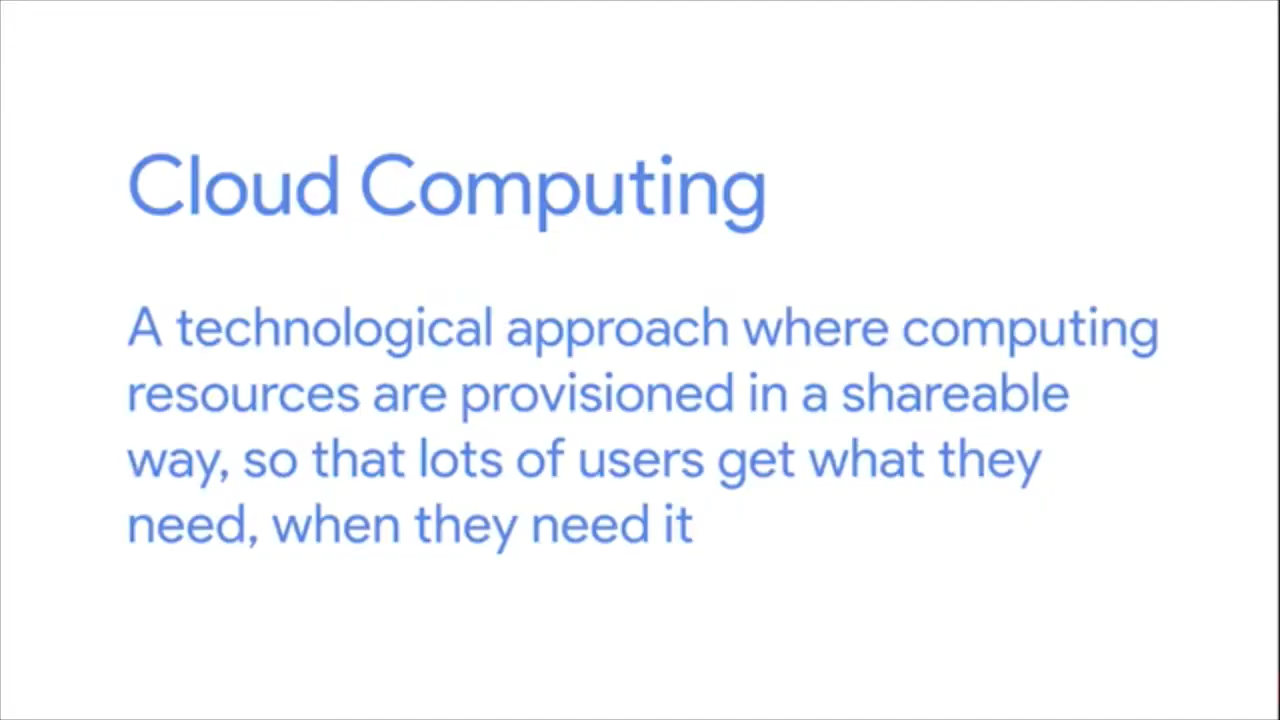 Cloud Computing
A technological approach where computing
resources are provisioned in a shareable
way, so that lots of users get what they
need, when they need it